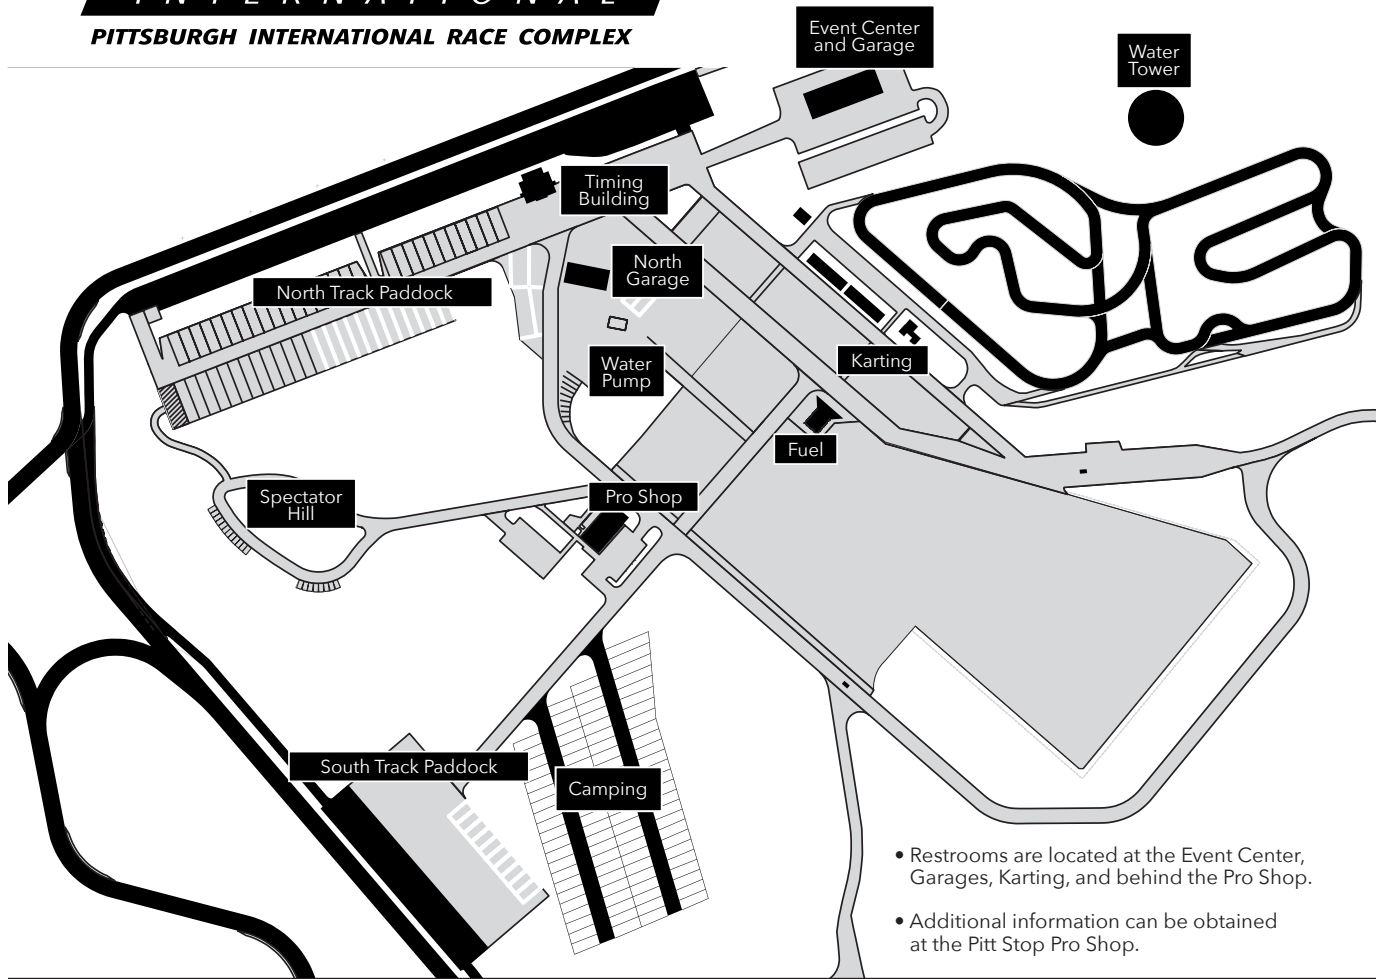 INTERNATIONAL
PITTSBURGH INTERNATIONAL RACE COMPLEX
Event Center
and Garage
Water
Tower
Timing
Building
North
Garage
North Track Paddock
Water
Pump
Karting
Fuel
Spectator
Hill
Pro Shop
South Track Paddock
Camping
• Restrooms are located at the Event Center,
Garages, Karting, and behind the Pro Shop.
• Additional information can be obtained
at the Pitt Stop Pro Shop.